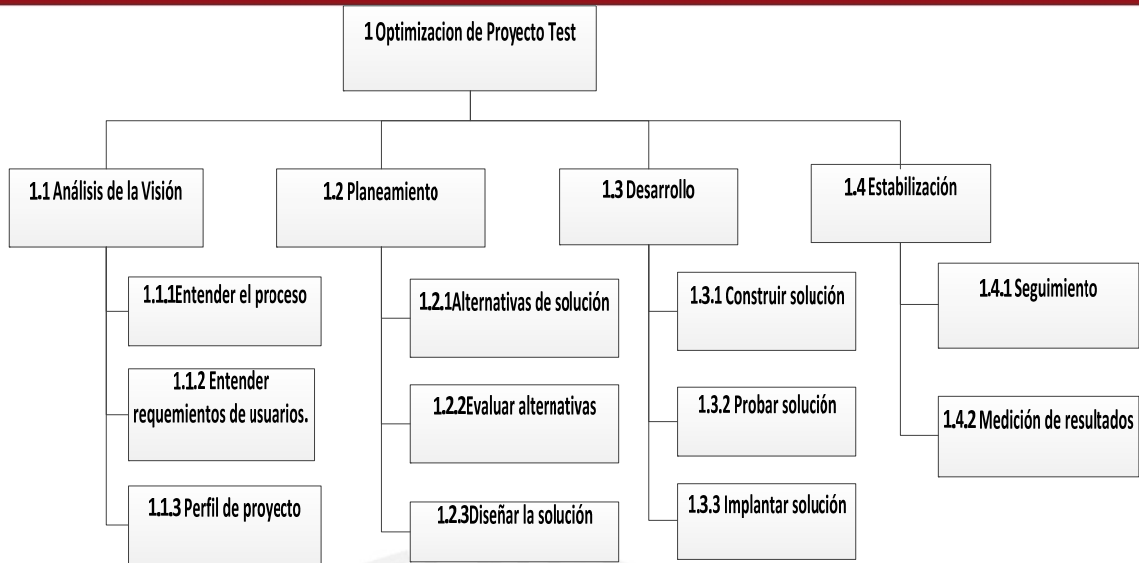 1 Optimizacion de Proyecto Test
1.1 Análisis de la Visión
1.1.1Entender el proceso
1.1.2 Entender
requemientos de usuarios.
1.1.3 Perfil de proyecto
1.2 Planeamiento
1.2.1Alternativas de solución
1.2.2Evaluar alternativas
1.2.3Diseñar la solución
1.3 Desarrollo
1.3.1 Construir solución
1.3.2 Probar solución
1.3.3 Implantar solución
1.4 Estabilización
1.4.1 Seguimiento
1.4.2 Medición de resultados